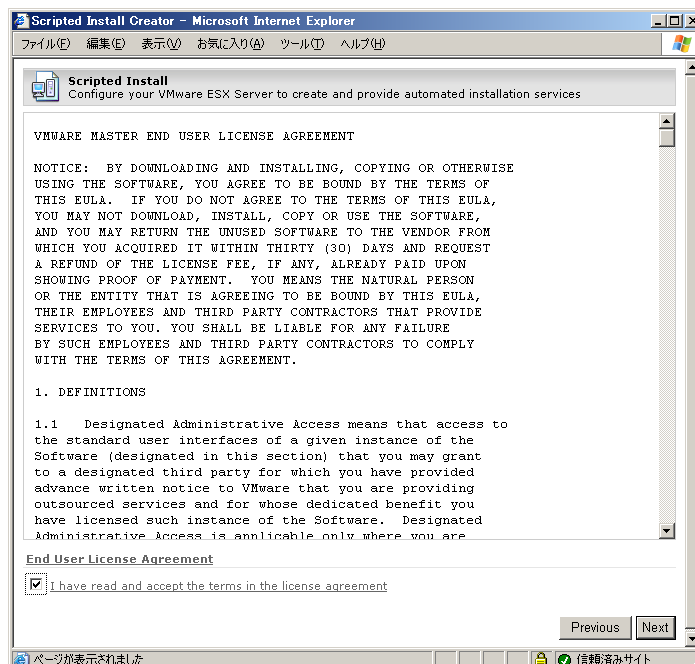 Scripted Install Creator - Microsoft Internet Explorer
ファイル(F) 編集(E) 表示(V) お気に入り(A) ツール(T) ヘルプ(H)
Scripted Install
Configure your VMware ESX Server to create and provide automated installation services
VMWARE MASTER END USER LICENSE AGREEMENT
NOTICE: BY DOWNLOADING AND INSTALLING, COPYING OR OTHERWISE
USING THE SOFTWARE, YOU AGREE TO BE BOUND BY THE TERMS OF
THIS EULA. IF YOU DO NOT AGREE TO THE TERMS OF THIS EULA,
YOU MAY NOT DOWNLOAD, INSTALL, COPY OR USE THE SOFTWARE,
AND YOU MAY RETURN THE UNUSED SOFTWARE TO THE VENDOR FROM
WHICH YOU ACQUIRED IT WITHIN THIRTY (30) DAYS AND REQUEST
A REFUND OF THE LICENSE FEE, IF ANY, ALREADY PAID UPON
SHOWING PROOF OF PAYMENT. YOU MEANS THE NATURAL PERSON
OR THE ENTITY THAT IS AGREEING TO BE BOUND BY THIS EULA,
THEIR EMPLOYEES AND THIRD PARTY CONTRACTORS THAT PROVIDE
SERVICES TO YOU. YOU SHALL BE LIABLE FOR ANY FAILURE
BY SUCH EMPLOYEES AND THIRD PARTY CONTRACTORS TO COMPLY
WITH THE TERMS OF THIS AGREEMENT.
1. DEFINITIONS
1.1 Designated Administrative Access means that access to
the standard user interfaces of a given instance of the
Software (designated in this section) that you may grant
to a designated third party for which you have provided
advance written notice to VMware that you are providing
outsourced services and for whose dedicated benefit you
have licensed such instance of the Software. Designated
Administrative Access is applicable only where you are
End User License Agreement
I have read and accept the terms in the license agreement
Previous Next
ページが表示されました 信頼済みサイト